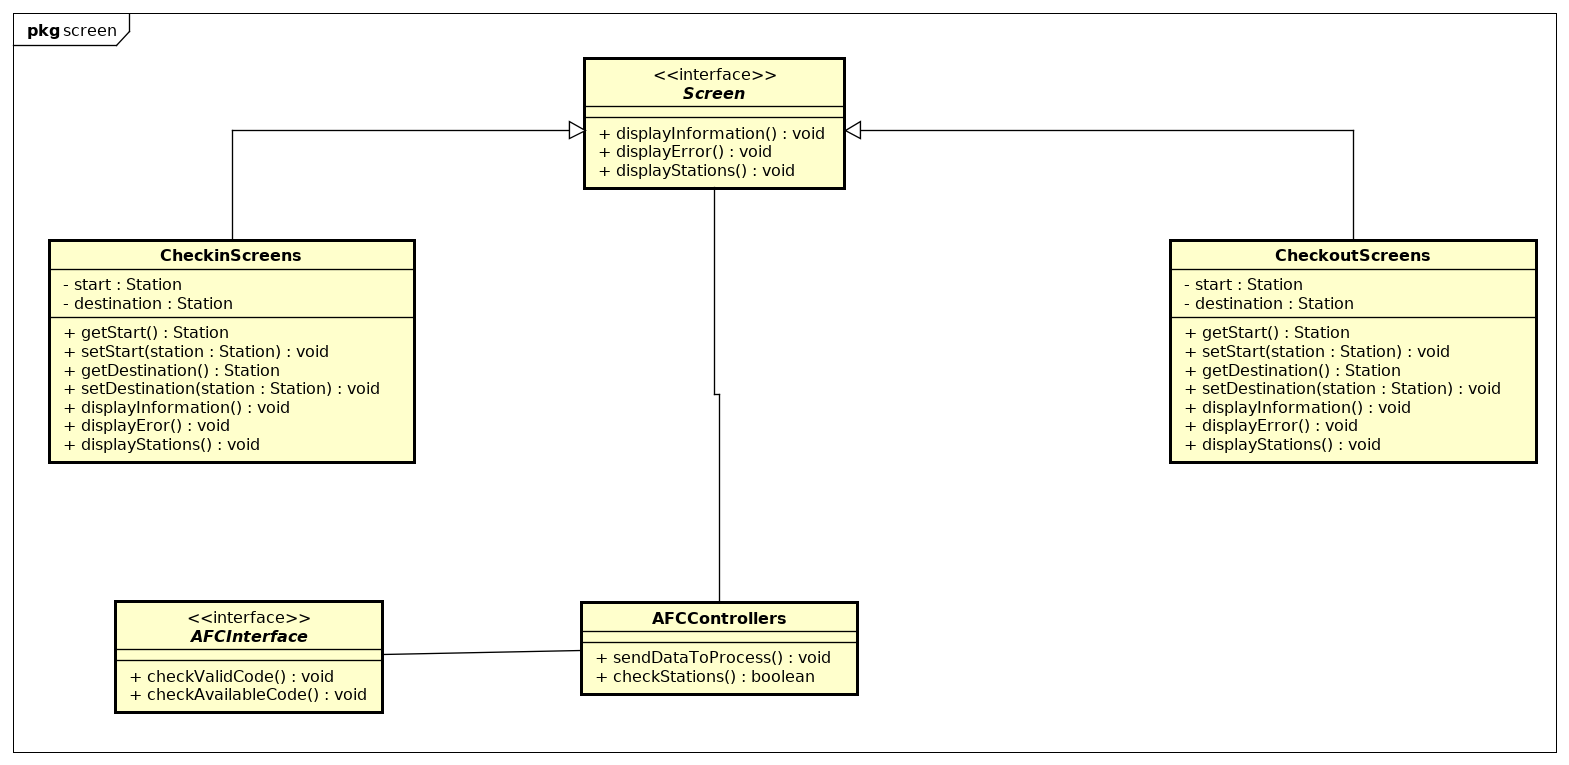 pkg screen
<<interface>>
Screen
+ displayInformation() : void
+ displayError() : void
+ displayStations() : void
CheckinScreens
- start : Station
- destination : Station
+ getStart() : Station
+ setStart(station : Station) : void
+ getDestination() : Station
+ setDestination(station : Station) : void
+ displayInformation() : void
+ displayEror() : void
+ displayStations() : void
CheckoutScreens
- start : Station
- destination : Station
+ getStart() : Station
+ setStart(station : Station) : void
+ getDestination() : Station
+ setDestination(station : Station) : void
+ displayInformation() : void
+ displayError() : void
+ displayStations() : void
<<interface>>
AFCInterface
+ checkValidCode() : void
+ checkAvailableCode() : void
AFCControllers
+ sendDataToProcess() : void
+ checkStations() : boolean